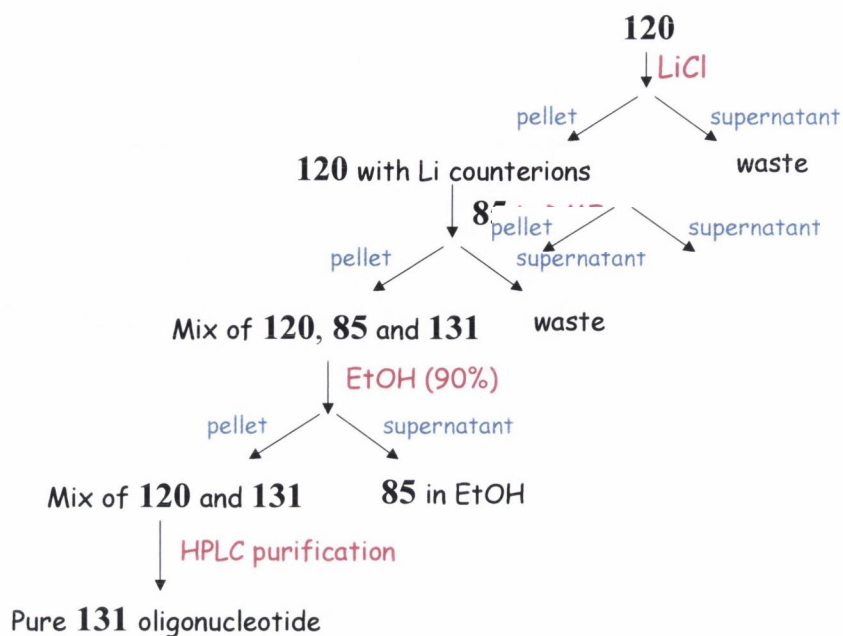 120
LiCl
pellet
supernatant
120 with Li counterions
waste
85
pellet
supernatant
pellet
supernatant
Mix of 120, 85 and 131
waste
EtOH (90%)
pellet
supernatant
Mix of 120 and 131
85 in EtOH
HPLC purification
Pure 131 oligonucleotide